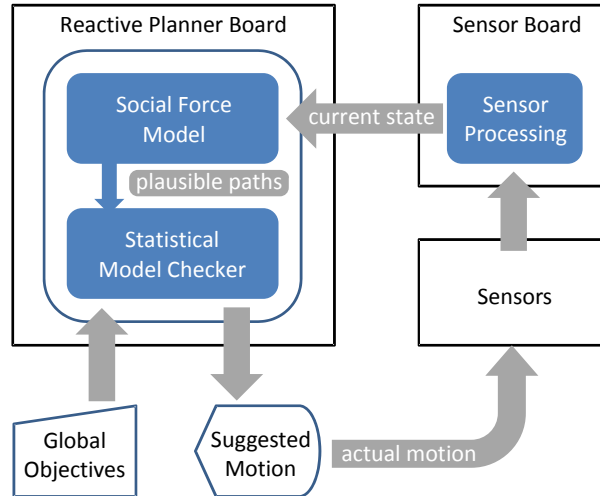 Reactive Planner Board
Social Force
Model
plausible paths
Statistical
Model Checker
current state
Sensor Board
Sensor
Processing
Sensors
Global
Objectives
Suggested
Motion
actual motion